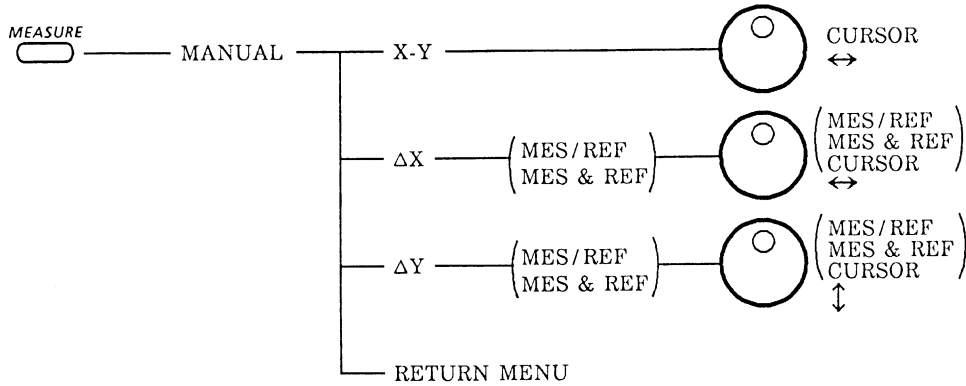 MEASURE
MANUAL
X-Y
CURSOR
↔
ΔX
(MES/REF
MES & REF)
(MES/REF
MES & REF
CURSOR)
↔
ΔY
(MES/REF
MES & REF)
(MES/REF
MES & REF
CURSOR)
↕
RETURN MENU